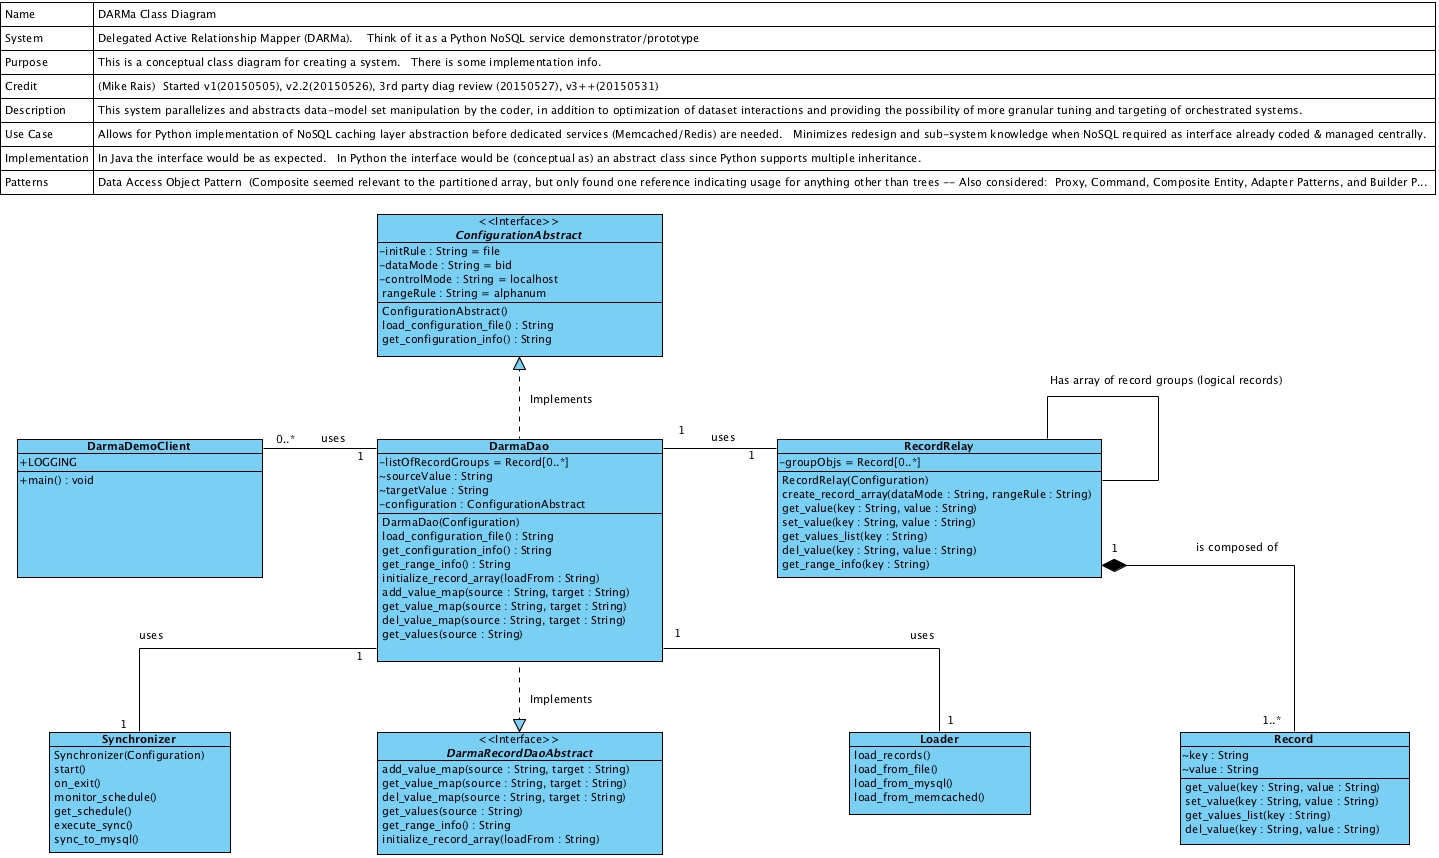 Name DARMa Class Diagram
System Delegated Active Relationship Mapper (DARMa). Think of it as a Python NoSQL service demonstrator/prototype
Purpose This is a conceptual class diagram for creating a system. There is some implementation info.
Credit (Mike Rais) Started v1(20150505), v2.2(20150526), 3rd party diag review (20150527), v3++(20150531)
Description This system parallelizes and abstracts data-model set manipulation by the coder, in addition to optimization of dataset interactions and providing the possibility of more granular tuning and targeting of orchestrated systems.
Use Case Allows for Python implementation of NoSQL caching layer abstraction before dedicated services (Memcached/Redis) are needed. Minimizes redesign and sub-system knowledge when NoSQL required as interface already coded & managed centrally.
Implementation In Java the interface would be as expected. In Python the interface would be (conceptual as) an abstract class since Python supports multiple inheritance.
Patterns Data Access Object Pattern (Composite seemed relevant to the partitioned array, but only found one reference indicating usage for anything other than trees -- Also considered: Proxy, Command, Composite Entity, Adapter Patterns, and Builder P...
<<Interface>>
ConfigurationAbstract
-initRule : String = file
-dataMode : String = bid
-controlMode : String = localhost
rangeRule : String = alphanum
ConfigurationAbstract()
load_configuration_file() : String
get_configuration_info() : String
Implements
DarmaDemoClient
+LOGGING
+main() : void
0..*
uses
1
DarmaDao
-listOfRecordGroups = Record[0..*]
~sourceValue : String
~targetValue : String
-configuration : ConfigurationAbstract
DarmaDao(Configuration)
load_configuration_file() : String
get_configuration_info() : String
get_range_info() : String
initialize_record_array(loadFrom : String)
add_value_map(source : String, target : String)
get_value_map(source : String, target : String)
del_value_map(source : String, target : String)
get_values(source : String)
1
uses
1
Has array of record groups (logical records)
RecordRelay
-groupObjs = Record[0..*]
RecordRelay(Configuration)
create_record_array(dataMode : String, rangeRule : String)
get_value(key : String, value : String)
set_value(key : String, value : String)
get_values_list(key : String)
del_value(key : String, value : String)
get_range_info(key : String)
1
is composed of
1..*
uses
1
1
Synchronizer
Synchronizer(Configuration)
start()
on_exit()
monitor_schedule()
get_schedule()
execute_sync()
sync_to_mysql()
Implements
<<Interface>>
DarmaRecordDaoAbstract
add_value_map(source : String, target : String)
get_value_map(source : String, target : String)
del_value_map(source : String, target : String)
get_values(source : String)
get_range_info() : String
initialize_record_array(loadFrom : String)
1
uses
1
Loader
load_records()
load_from_file()
load_from_mysql()
load_from_memcached()
Record
~key : String
~value : String
get_value(key : String, value : String)
set_value(key : String, value : String)
get_values_list(key : String)
del_value(key : String, value : String)